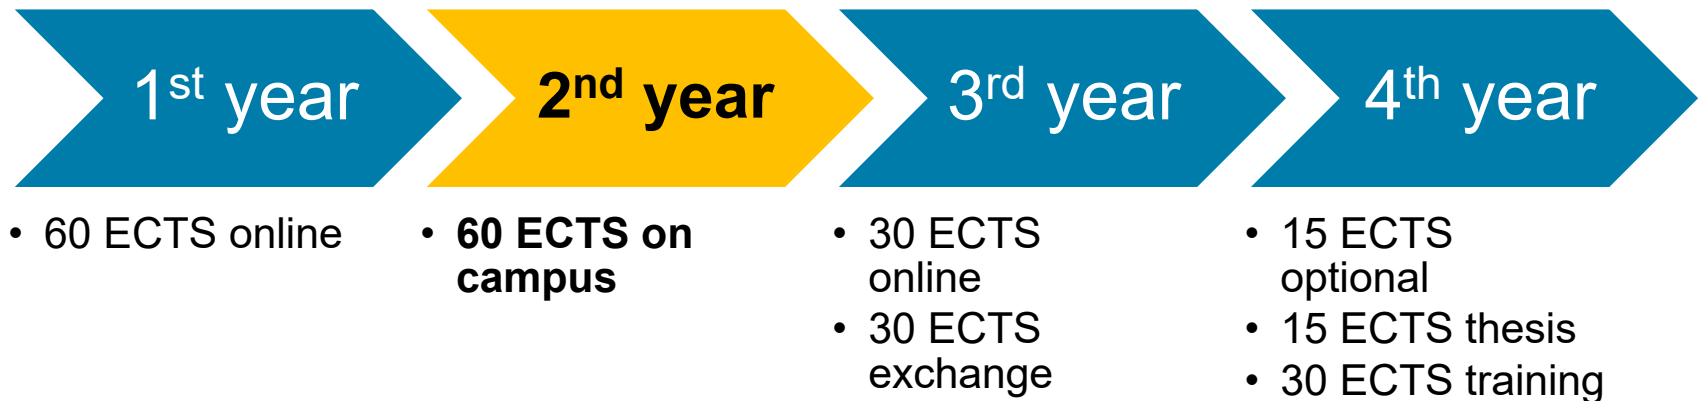 1st year
2nd year
3rd year
4th year
• 60 ECTS online
• 60 ECTS on
campus
• 30 ECTS
online
• 30 ECTS
exchange
• 15 ECTS
optional
• 15 ECTS thesis
• 30 ECTS training